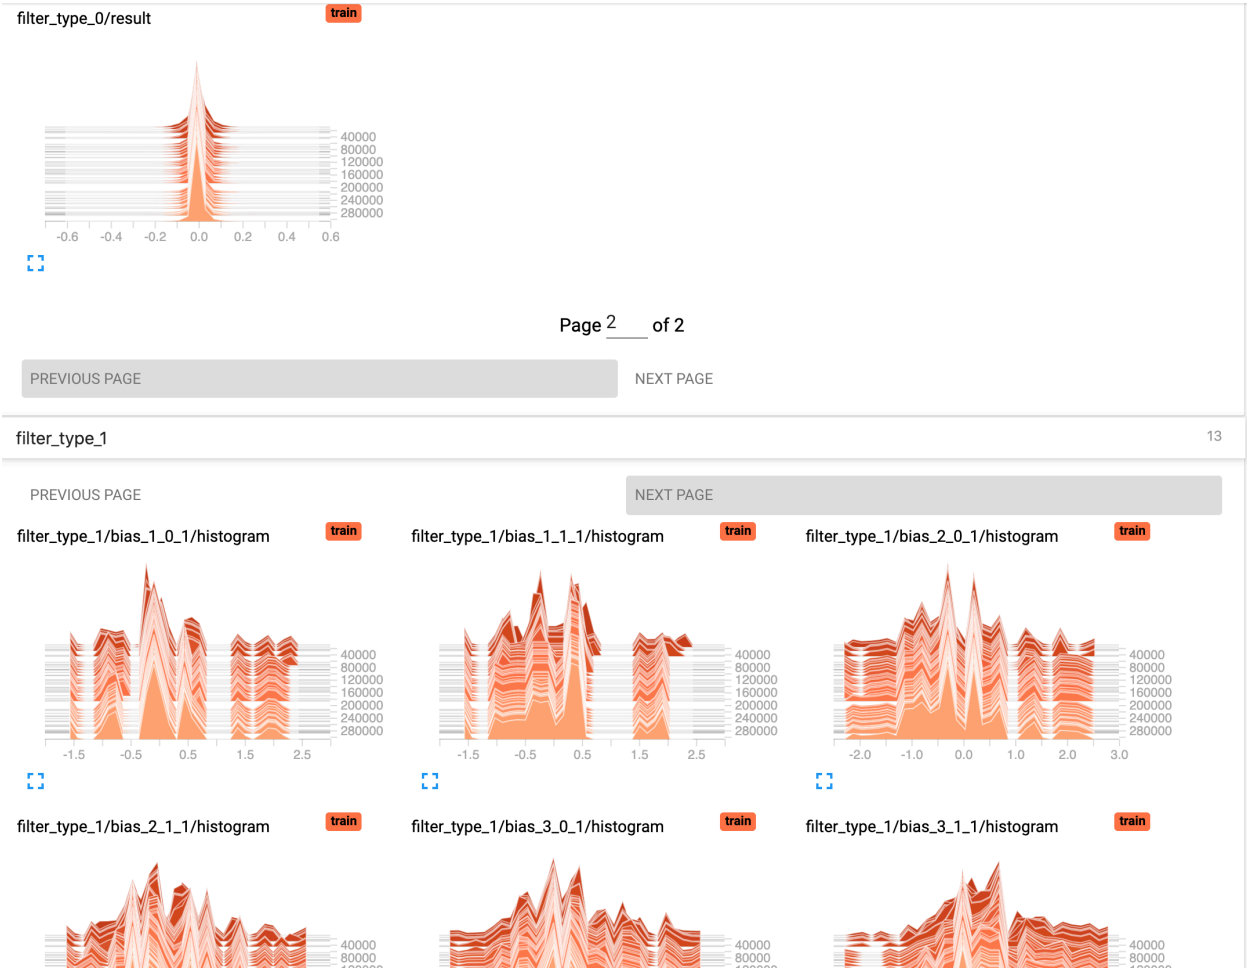 filter_type_0/result train
40000
80000
120000
160000
200000
240000
280000
-0.6 -0.4 -0.2 0.0 0.2 0.4 0.6
Page 2 of 2
PREVIOUS PAGE NEXT PAGE
filter_type_1 13
PREVIOUS PAGE NEXT PAGE
filter_type_1/bias_1_0_1/histogram train
40000
80000
120000
160000
200000
240000
280000
-1.5 -0.5 0.5 1.5 2.5
filter_type_1/bias_1_1_1/histogram train
40000
80000
120000
160000
200000
240000
280000
-1.5 -0.5 0.5 1.5 2.5
filter_type_1/bias_2_0_1/histogram train
40000
80000
120000
160000
200000
240000
280000
-2.0 -1.0 0.0 1.0 2.0 3.0
filter_type_1/bias_2_1_1/histogram train
40000
80000
filter_type_1/bias_3_0_1/histogram train
40000
80000
filter_type_1/bias_3_1_1/histogram train
40000
80000